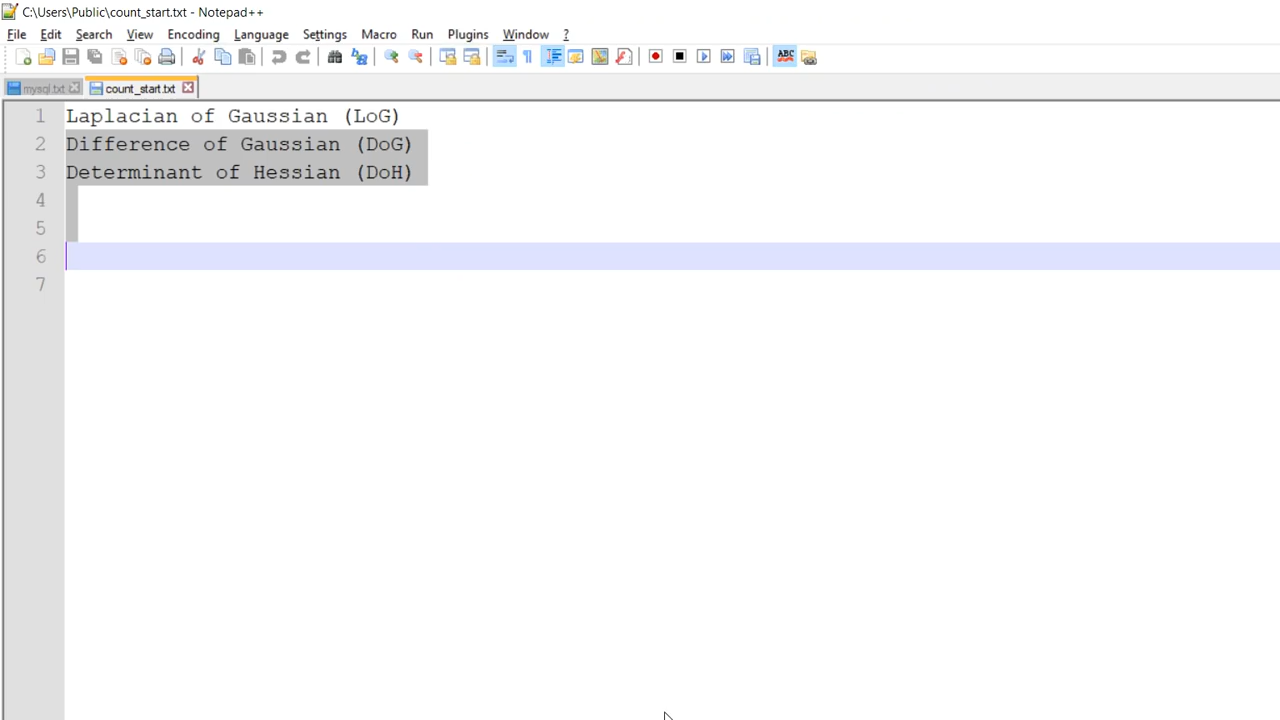 C:\Users\Public\count_start.txt - Notepad++
File Edit Search View Encoding Language Settings Macro Run Plugins Window ?
ABC
mysql.txt count_start.txt
1 Laplacian of Gaussian (LoG)
2 Difference of Gaussian (DoG)
3 Determinant of Hessian (DoH)
4
5
6
7